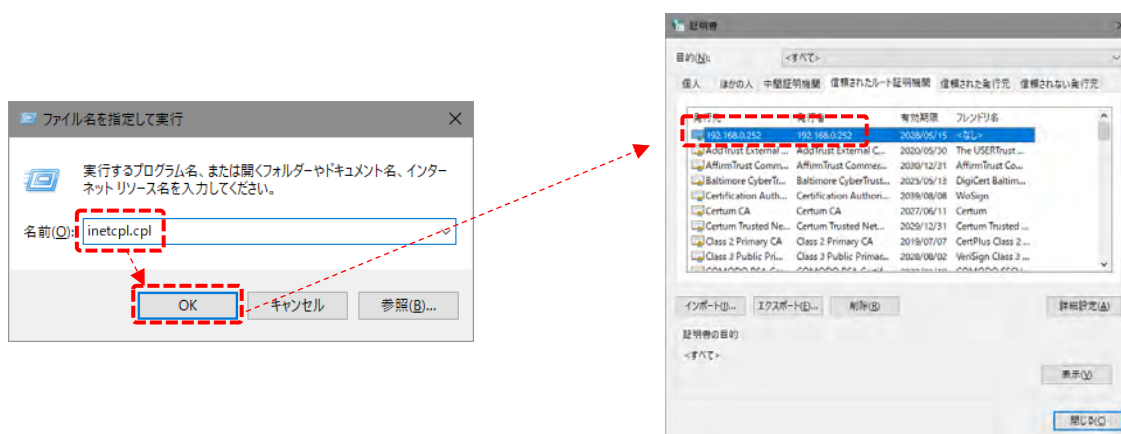 ファイル名を指定して実行
実行するプログラム名、または開くフォルダーやドキュメント名、インター
ネット リソース名を入力してください。
名前(O):
inetcpl.cpl
OK
キャンセル
参照(B)...
証明書
目的(N):
<すべて>
個人 ほかの人 中間証明機関 信頼されたルート証明機関 信頼された発行元 信頼されない発行元
発行先 発行者 有効期限 フレンドリ名
192.168.0.252 192.168.0.252 2028/05/15 <なし>
AddTrust External ... AddTrust External C... 2020/05/30 The USERTrust ...
AffirmTrust Comm... AffirmTrust Commer... 2030/12/31 AffirmTrust Co...
Baltimore CyberTr... Baltimore CyberTrust... 2025/05/13 DigiCert Baltim...
Certification Auth... Certification Authori... 2039/08/08 WoSign
Certum CA Certum CA 2027/06/11 Certum
Certum Trusted Ne... Certum Trusted Net... 2029/12/31 Certum Trusted ...
Class 2 Primary CA Class 2 Primary CA 2019/07/07 CertPlus Class 2 ...
Class 3 Public Pri... Class 3 Public Primar... 2028/08/02 VeriSign Class 3 ...
インポート(I)... エクスポート(E)... 削除(R) 詳細設定(A)
証明書の目的
<すべて>
表示(V)
閉じる(C)